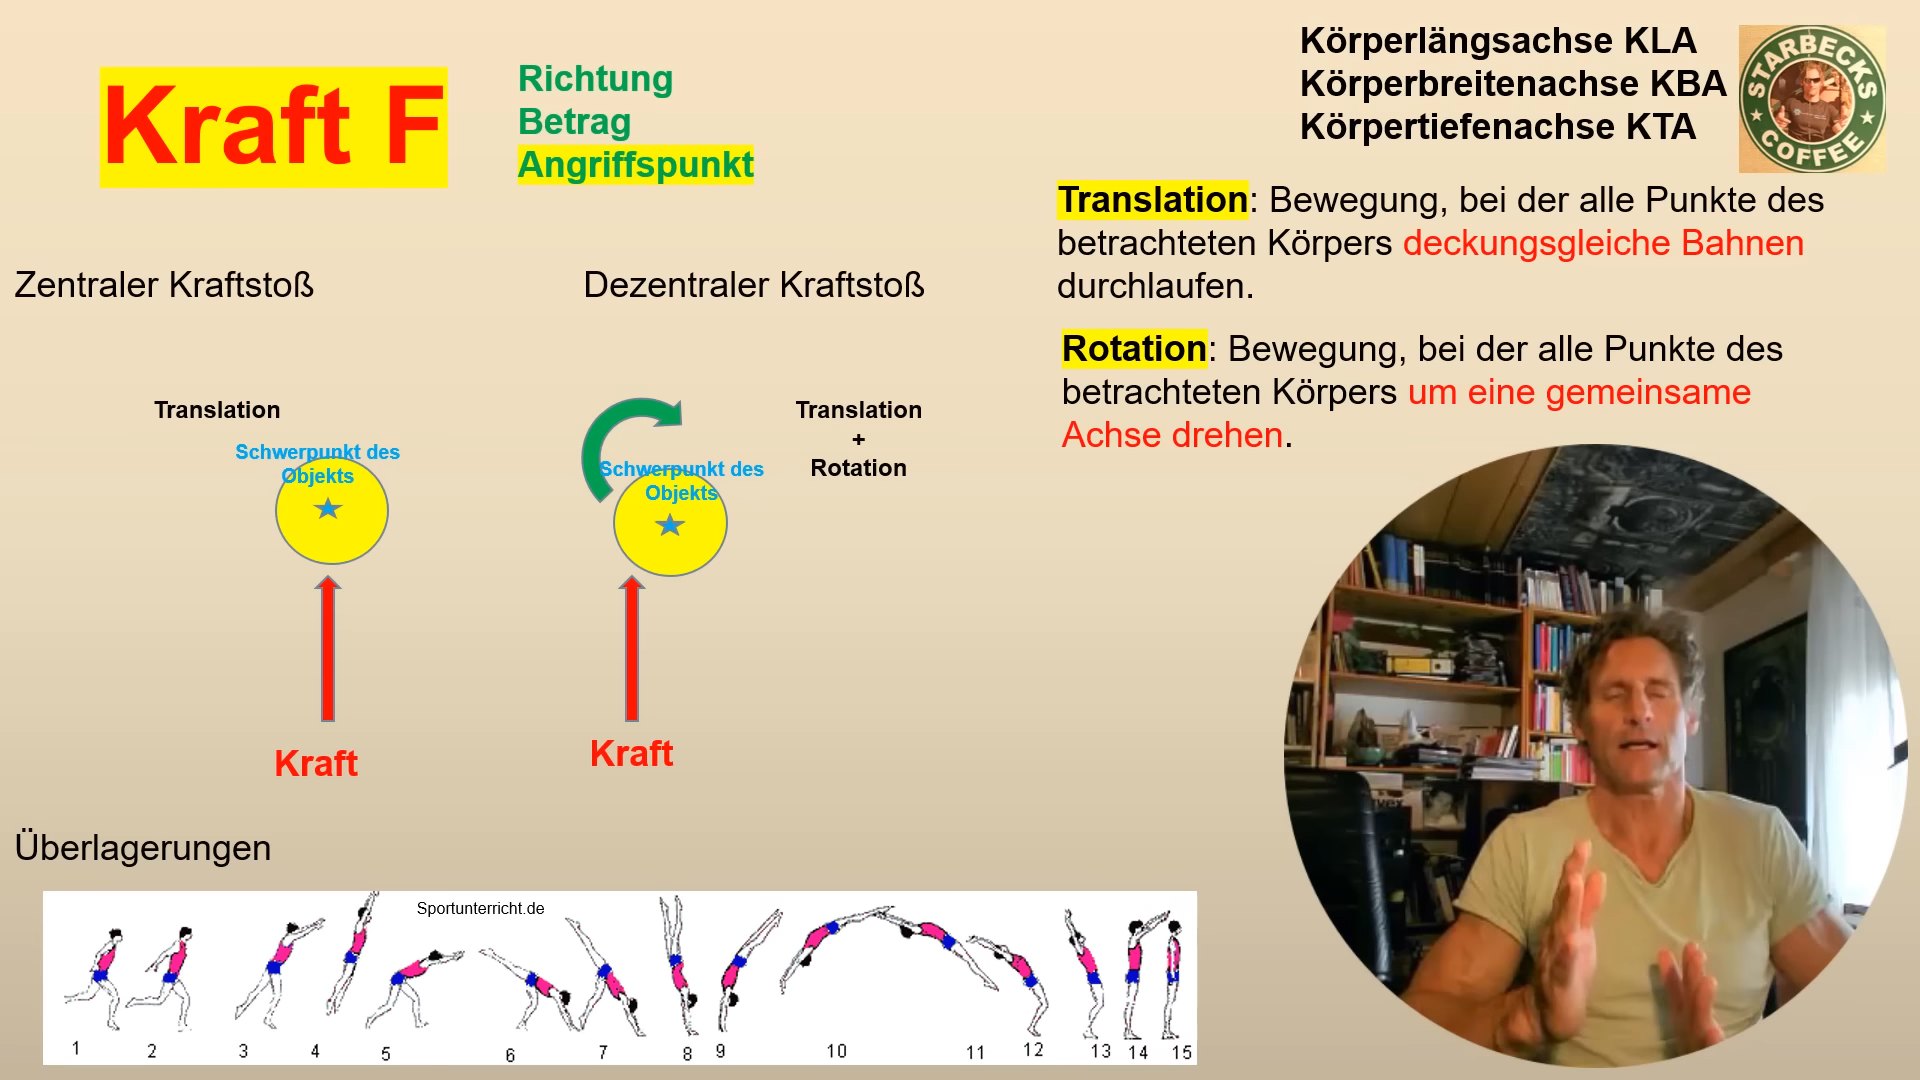 Kraft F
Richtung
Betrag
Angriffspunkt
Körperlängsachse KLA
Körperbreitenachse KBA
Körpertiefenachse KTA
STARBECKS
COFFEE
Translation: Bewegung, bei der alle Punkte des
betrachteten Körpers deckungsgleiche Bahnen
durchlaufen.
Rotation: Bewegung, bei der alle Punkte des
betrachteten Körpers um eine gemeinsame
Achse drehen.
Zentraler Kraftstoß
Translation
Schwerpunkt des
Objekts
Kraft
Dezentraler Kraftstoß
Translation
+
Rotation
Schwerpunkt des
Objekts
Kraft
Überlagerungen
Sportunterricht.de
1 2 3 4 5 6 7 8 9 10 11 12 13 14 15